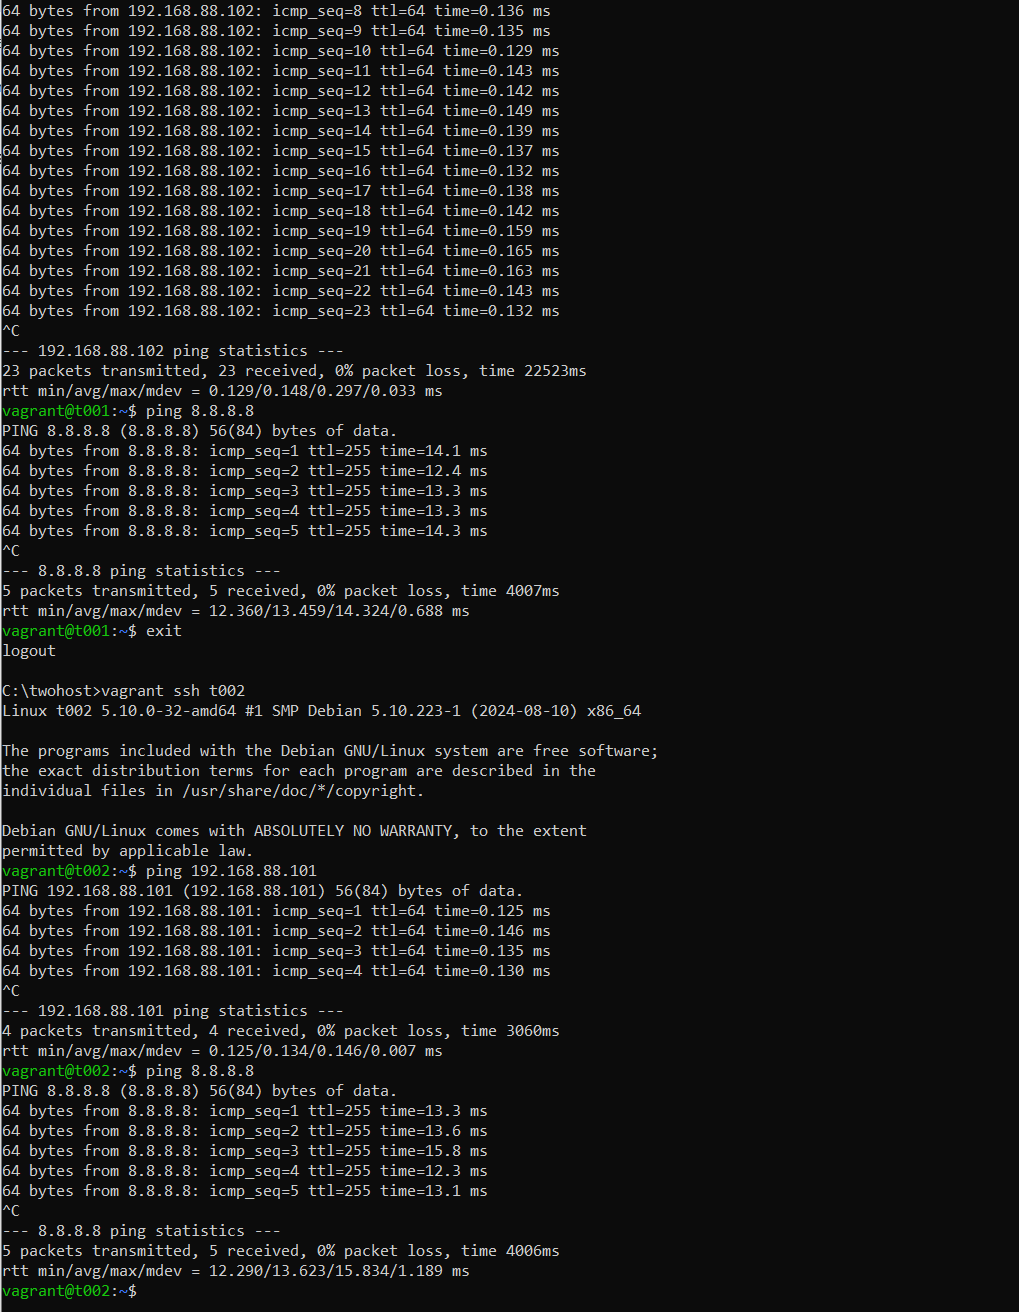 64 bytes from 192.168.88.102: icmp_seq=8 ttl=64 time=0.136 ms
64 bytes from 192.168.88.102: icmp_seq=9 ttl=64 time=0.135 ms
64 bytes from 192.168.88.102: icmp_seq=10 ttl=64 time=0.129 ms
64 bytes from 192.168.88.102: icmp_seq=11 ttl=64 time=0.143 ms
64 bytes from 192.168.88.102: icmp_seq=12 ttl=64 time=0.142 ms
64 bytes from 192.168.88.102: icmp_seq=13 ttl=64 time=0.149 ms
64 bytes from 192.168.88.102: icmp_seq=14 ttl=64 time=0.139 ms
64 bytes from 192.168.88.102: icmp_seq=15 ttl=64 time=0.137 ms
64 bytes from 192.168.88.102: icmp_seq=16 ttl=64 time=0.132 ms
64 bytes from 192.168.88.102: icmp_seq=17 ttl=64 time=0.138 ms
64 bytes from 192.168.88.102: icmp_seq=18 ttl=64 time=0.142 ms
64 bytes from 192.168.88.102: icmp_seq=19 ttl=64 time=0.159 ms
64 bytes from 192.168.88.102: icmp_seq=20 ttl=64 time=0.165 ms
64 bytes from 192.168.88.102: icmp_seq=21 ttl=64 time=0.163 ms
64 bytes from 192.168.88.102: icmp_seq=22 ttl=64 time=0.143 ms
64 bytes from 192.168.88.102: icmp_seq=23 ttl=64 time=0.132 ms
^C
--- 192.168.88.102 ping statistics ---
23 packets transmitted, 23 received, 0% packet loss, time 22523ms
rtt min/avg/max/mdev = 0.129/0.148/0.297/0.033 ms
vagrant@t001:~$ ping 8.8.8.8
PING 8.8.8.8 (8.8.8.8) 56(84) bytes of data.
64 bytes from 8.8.8.8: icmp_seq=1 ttl=255 time=14.1 ms
64 bytes from 8.8.8.8: icmp_seq=2 ttl=255 time=12.4 ms
64 bytes from 8.8.8.8: icmp_seq=3 ttl=255 time=13.3 ms
64 bytes from 8.8.8.8: icmp_seq=4 ttl=255 time=13.3 ms
64 bytes from 8.8.8.8: icmp_seq=5 ttl=255 time=14.3 ms
^C
--- 8.8.8.8 ping statistics ---
5 packets transmitted, 5 received, 0% packet loss, time 4007ms
rtt min/avg/max/mdev = 12.360/13.459/14.324/0.688 ms
vagrant@t001:~$ exit
logout

C:\twohost>vagrant ssh t002
Linux t002 5.10.0-32-amd64 #1 SMP Debian 5.10.223-1 (2024-08-10) x86_64

The programs included with the Debian GNU/Linux system are free software;
the exact distribution terms for each program are described in the
individual files in /usr/share/doc/*/copyright.

Debian GNU/Linux comes with ABSOLUTELY NO WARRANTY, to the extent
permitted by applicable law.
vagrant@t002:~$ ping 192.168.88.101
PING 192.168.88.101 (192.168.88.101) 56(84) bytes of data.
64 bytes from 192.168.88.101: icmp_seq=1 ttl=64 time=0.125 ms
64 bytes from 192.168.88.101: icmp_seq=2 ttl=64 time=0.146 ms
64 bytes from 192.168.88.101: icmp_seq=3 ttl=64 time=0.135 ms
64 bytes from 192.168.88.101: icmp_seq=4 ttl=64 time=0.130 ms
^C
--- 192.168.88.101 ping statistics ---
4 packets transmitted, 4 received, 0% packet loss, time 3060ms
rtt min/avg/max/mdev = 0.125/0.134/0.146/0.007 ms
vagrant@t002:~$ ping 8.8.8.8
PING 8.8.8.8 (8.8.8.8) 56(84) bytes of data.
64 bytes from 8.8.8.8: icmp_seq=1 ttl=255 time=13.3 ms
64 bytes from 8.8.8.8: icmp_seq=2 ttl=255 time=13.6 ms
64 bytes from 8.8.8.8: icmp_seq=3 ttl=255 time=15.8 ms
64 bytes from 8.8.8.8: icmp_seq=4 ttl=255 time=12.3 ms
64 bytes from 8.8.8.8: icmp_seq=5 ttl=255 time=13.1 ms
^C
--- 8.8.8.8 ping statistics ---
5 packets transmitted, 5 received, 0% packet loss, time 4006ms
rtt min/avg/max/mdev = 12.290/13.623/15.834/1.189 ms
vagrant@t002:~$